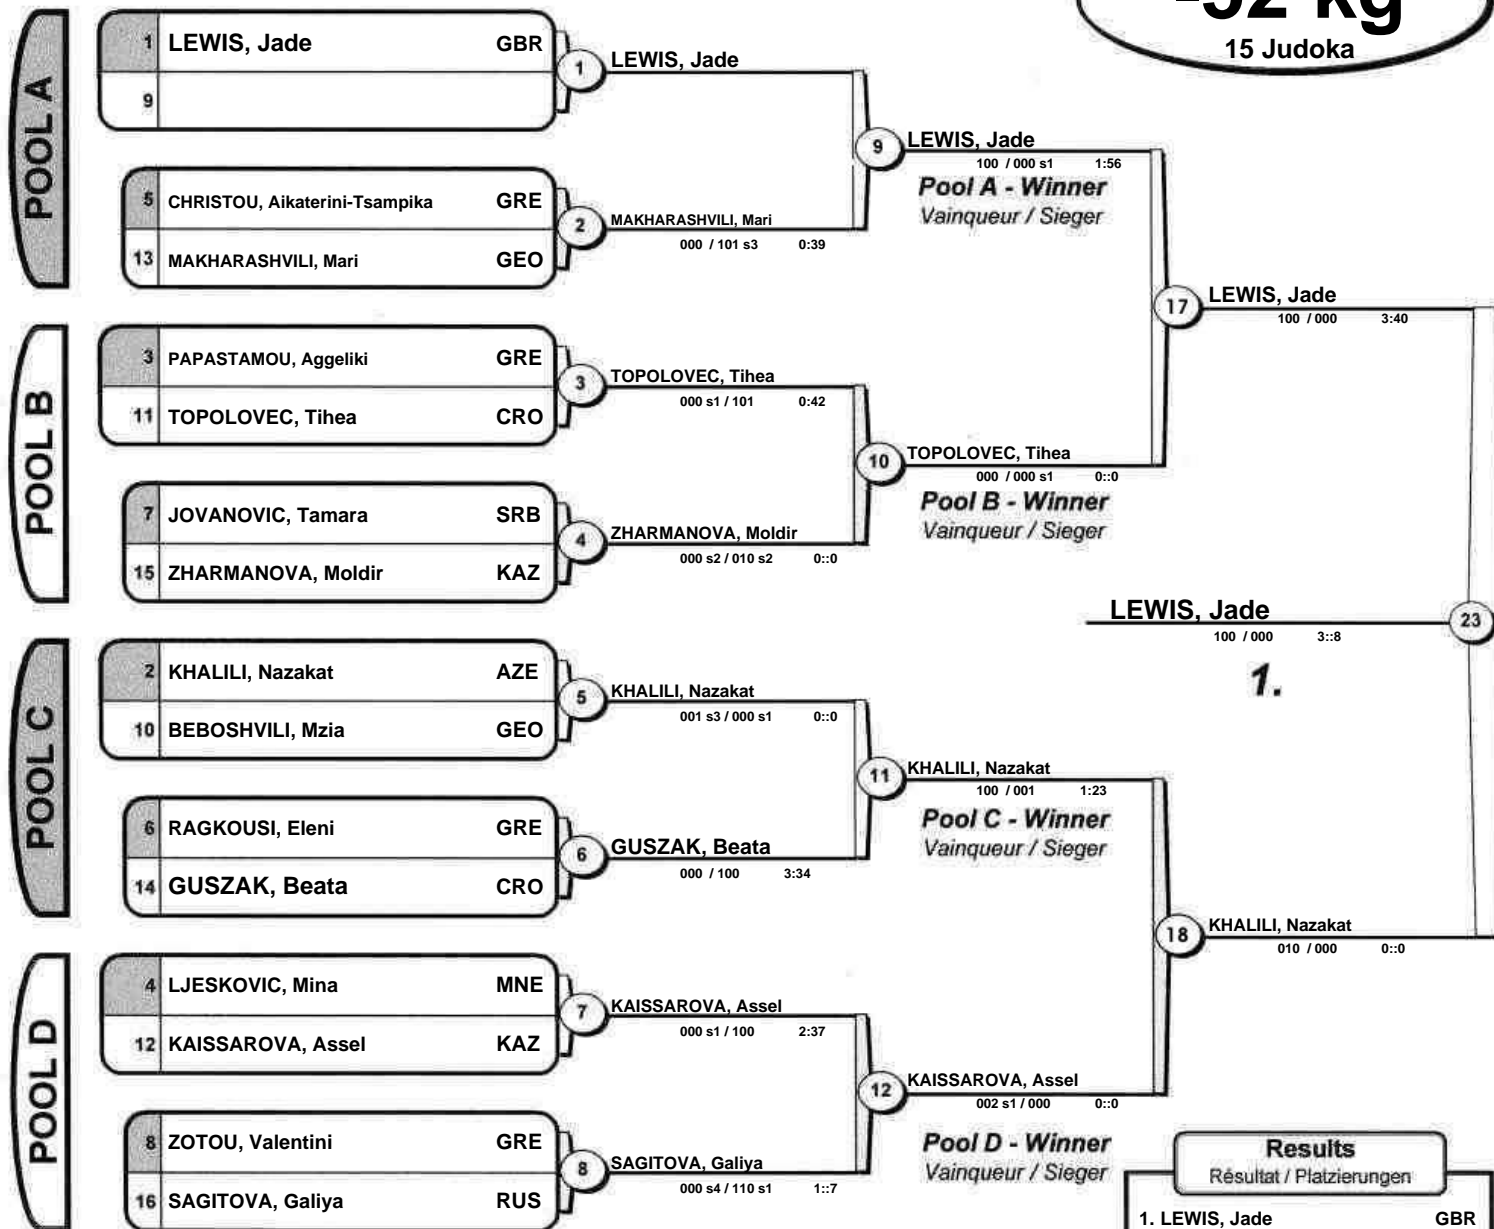 -52 kg
15 Judoka
POOL A
1 LEWIS, Jade GBR
9
1
LEWIS, Jade
5 CHRISTOU, Aikaterini-Tsampika GRE
13 MAKHARASHVILI, Mari GEO
2
MAKHARASHVILI, Mari
000 / 101 s3 0:39
9
LEWIS, Jade
100 / 000 s1 1:56
Pool A - Winner
Vainqueur / Sieger
POOL B
3 PAPASTAMOU, Aggeliki GRE
11 TOPOLOVEC, Tihea CRO
3
TOPOLOVEC, Tihea
000 s1 / 101 0:42
7 JOVANOVIC, Tamara SRB
15 ZHARMANOVA, Moldir KAZ
4
ZHARMANOVA, Moldir
000 s2 / 010 s2 0::0
10
TOPOLOVEC, Tihea
000 / 000 s1 0::0
Pool B - Winner
Vainqueur / Sieger
17
LEWIS, Jade
100 / 000 3:40
LEWIS, Jade
100 / 000 3::8
23
1.
POOL C
2 KHALILI, Nazakat AZE
10 BEBOSHVILI, Mzia GEO
5
KHALILI, Nazakat
001 s3 / 000 s1 0::0
6 RAGKOUSI, Eleni GRE
14 GUSZAK, Beata CRO
6
GUSZAK, Beata
000 / 100 3:34
11
KHALILI, Nazakat
100 / 001 1:23
Pool C - Winner
Vainqueur / Sieger
18
KHALILI, Nazakat
010 / 000 0::0
POOL D
4 LJESKOVIC, Mina MNE
12 KAISSAROVA, Assel KAZ
7
KAISSAROVA, Assel
000 s1 / 100 2:37
8 ZOTOU, Valentini GRE
16 SAGITOVA, Galiya RUS
8
SAGITOVA, Galiya
000 s4 / 110 s1 1::7
12
KAISSAROVA, Assel
002 s1 / 000 0::0
Pool D - Winner
Vainqueur / Sieger
Results
Résultat / Platzierungen
1. LEWIS, Jade GBR